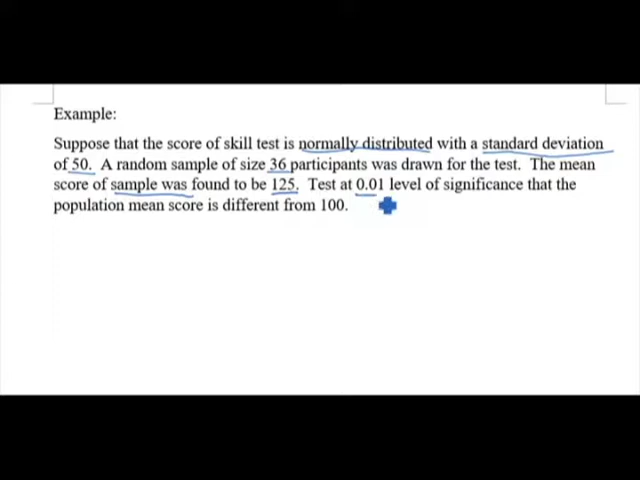 Example:
Suppose that the score of skill test is normally distributed with a standard deviation
of 50. A random sample of size 36 participants was drawn for the test. The mean
score of sample was found to be 125. Test at 0.01 level of significance that the
population mean score is different from 100.